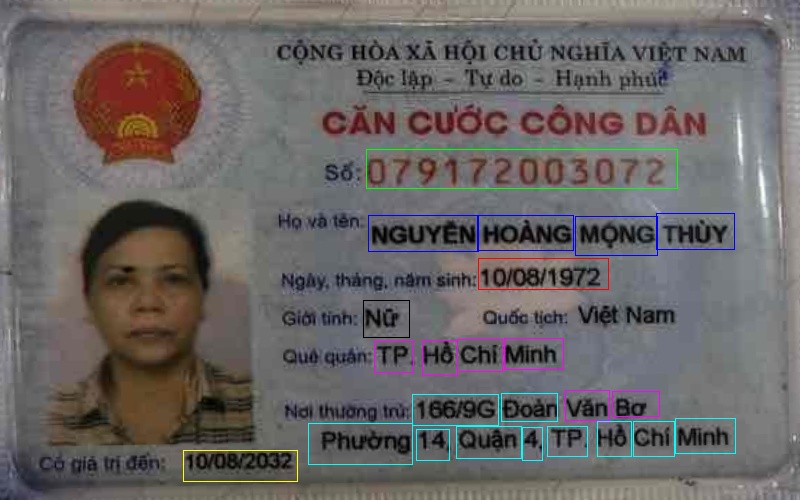 CỘNG HÒA XÃ HỘI CHỦ NGHĨA VIỆT NAM
Độc lập - Tự do - Hạnh phúc
CĂN CƯỚC CÔNG DÂN
Số: 079172003072
Họ và tên: NGUYỄN HOÀNG MỘNG THÙY
Ngày, tháng, năm sinh: 10/08/1972
Giới tính: Nữ Quốc tịch: Việt Nam
Quê quán: TP. Hồ Chí Minh
Nơi thường trú: 166/9G Đoàn Văn Bơ
Phường 14, Quận 4, TP. Hồ Chí Minh
Có giá trị đến: 10/08/2032